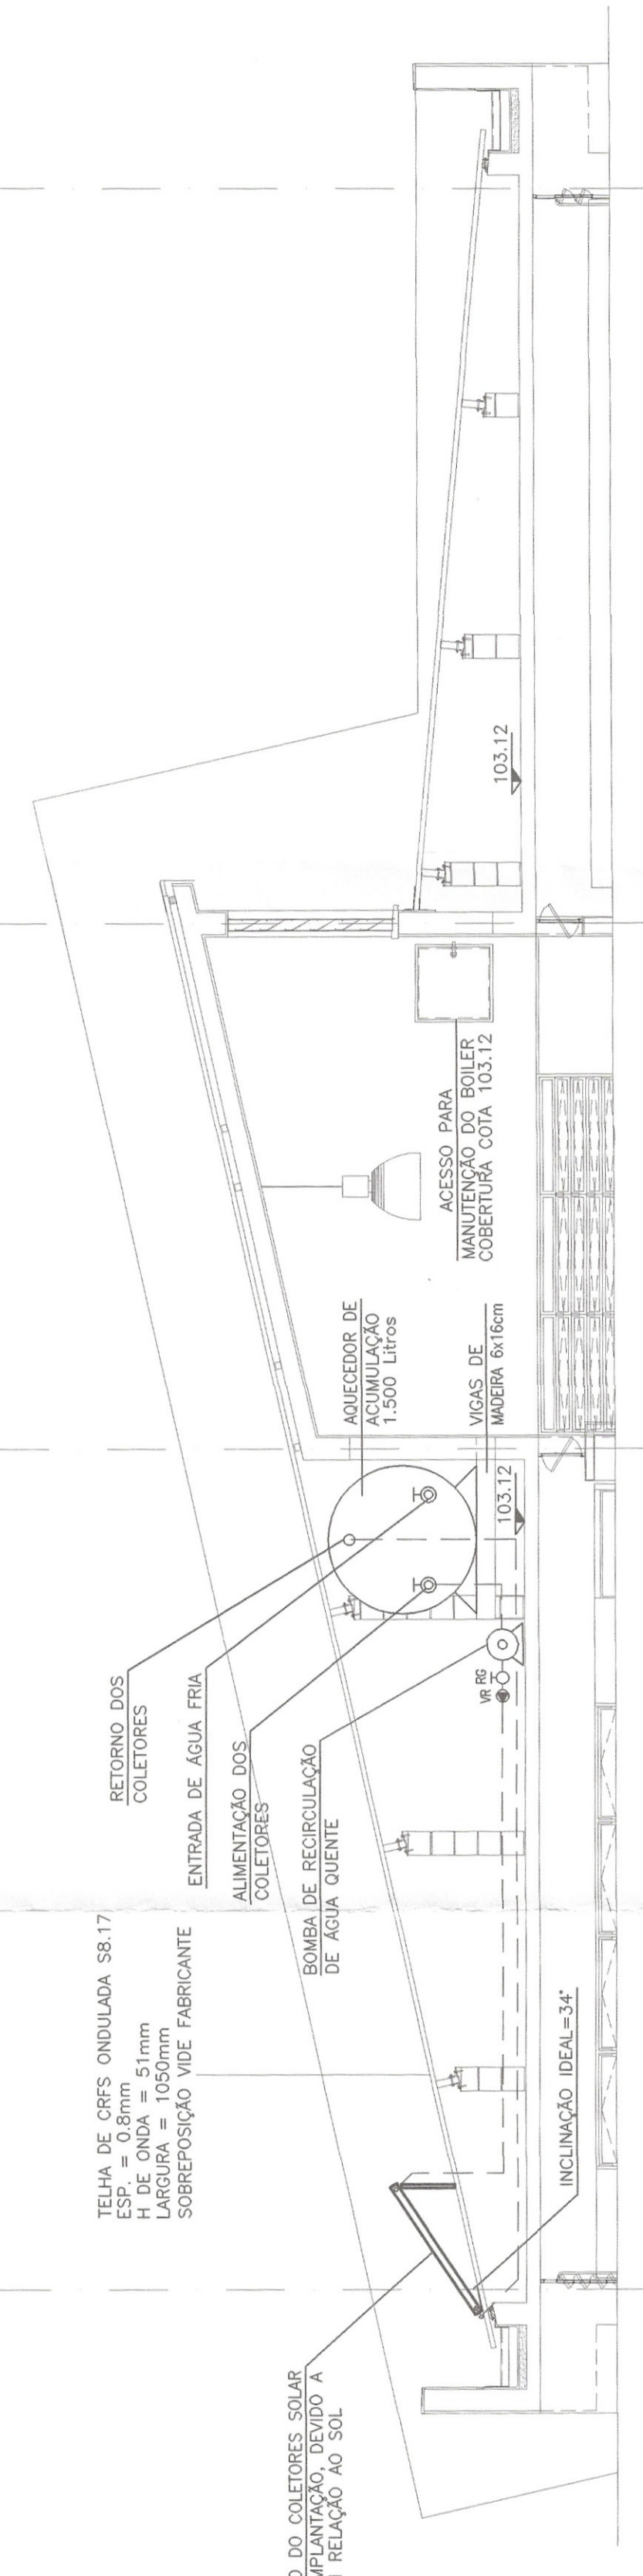 TELHA DE CRFS ONDULADA S8.17
ESP. = 0.8mm
H DE ONDA = 51mm
LARGURA = 1050mm
SOBREPOSIÇÃO VIDE FABRICANTE
RETORNO DOS
COLETORES
ENTRADA DE ÁGUA FRIA
ALIMENTAÇÃO DOS
COLETORES
BOMBA DE RECIRCULAÇÃO
DE ÁGUA QUENTE
O DO COLETORES SOLAR
MPLANTAÇÃO, DEVIDO A
RELAÇÃO AO SOL
INCLINAÇÃO IDEAL=34°
VR RG
AQUECEDOR DE
ACUMULAÇÃO
1.500 Litros
VIGAS DE
MADEIRA 6x16cm
103.12
ACESSO PARA
MANUTENÇÃO DO BOILER
COBERTURA COTA 103.12
103.12